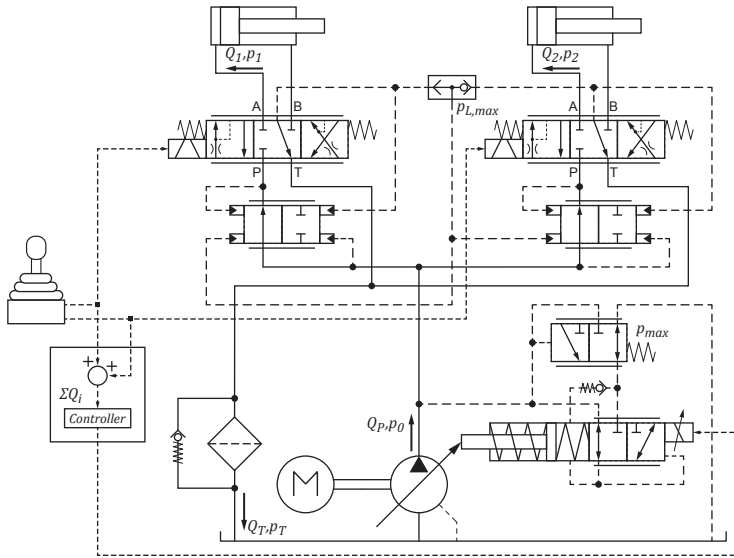 Q1,p1
Q2,p2
A B
pL,max
A B
P T
P T
pmax
+ +
ΣQi
Controller
QP,p0
M
QT,pT